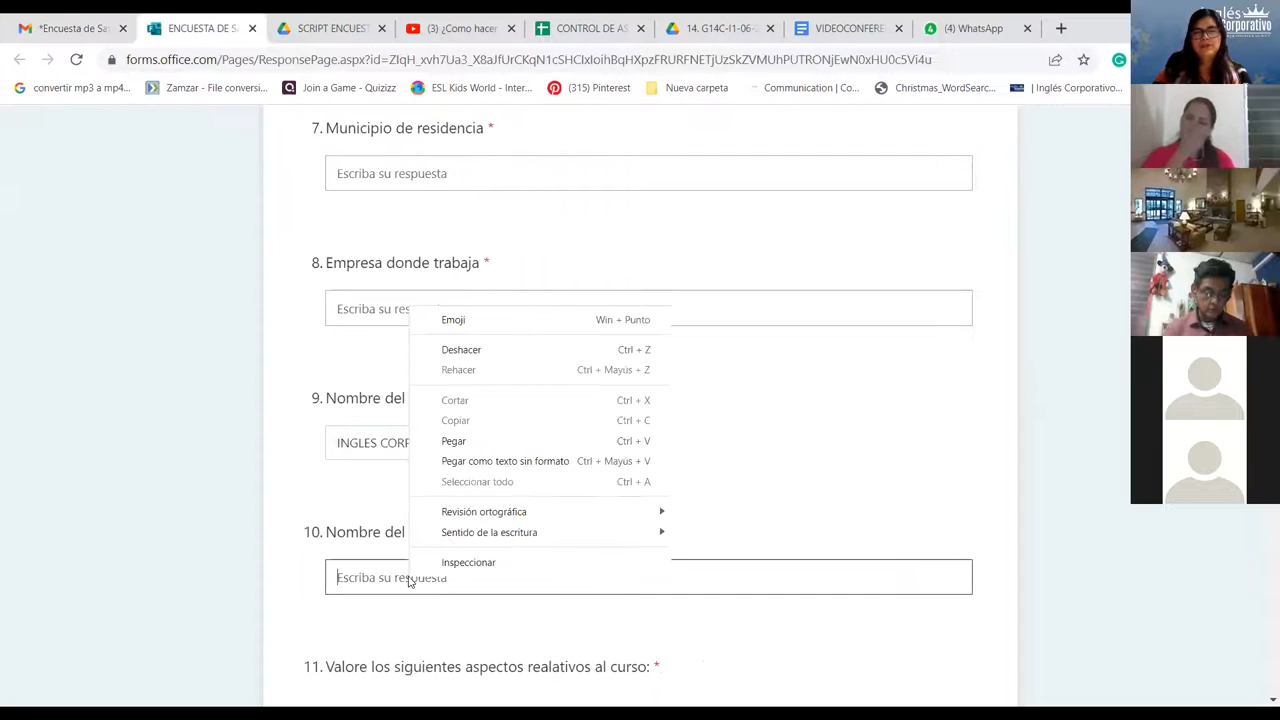 *Encuesta de Sa
ENCUESTA DE SA
SCRIPT ENCUES
(3) ¿Comohace
CONTROL DE AS
14. G14C-11-06-
VIDEOCONFERE
(4) WhatsApp
forms.office.com/Pages/ResponsePage.aspx?id=
convertir mp3 a mp4...
Zamzar - File conversi...
Join a Game - Quizizz
ESL Kids World - Inter...
(315) Pinterest
Nueva carpeta
Communication | Co...
Christmas_WordSearc...
| Inglés Corporativo...
Inglés
Corporativo
7. Municipio de residencia *
Escriba su respuesta
8. Empresa donde trabaja *
Escriba su res
Emoji Win + Punto
Deshacer Ctrl + Z
Rehacer Ctrl + Mayús + Z
9. Nombre del
Cortar Ctrl + X
Copiar Ctrl + C
INGLES CORP
Pegar Ctrl + V
Pegar como texto sin formato Ctrl + Mayús + V
Seleccionar todo Ctrl + A
Revisión ortográfica
10. Nombre del
Sentido de la escritura
Inspeccionar
Escriba su respuesta
11. Valore los siguientes aspectos realativos al curso: *